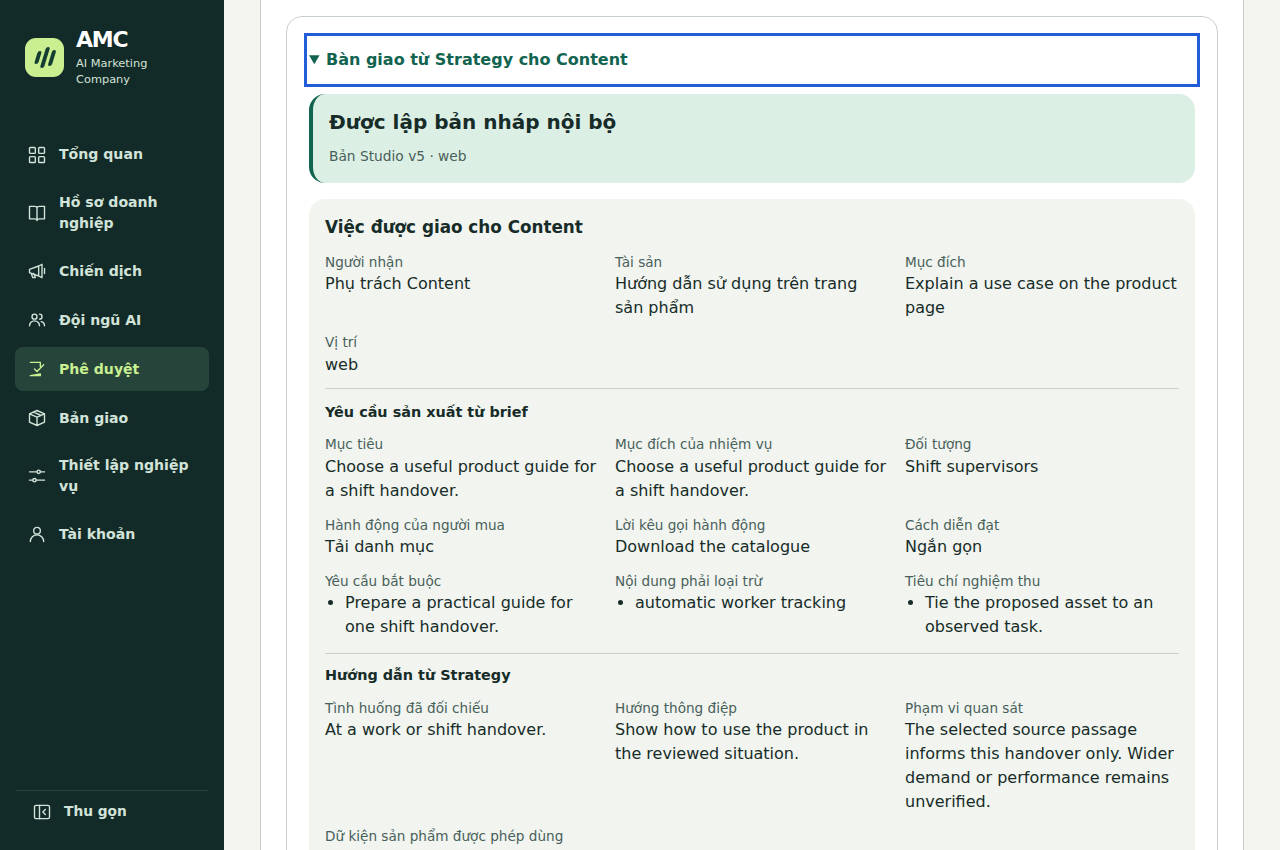 AMC
AI Marketing
Company
Tổng quan
Hồ sơ doanh
nghiệp
Chiến dịch
Đội ngũ AI
Phê duyệt
Bàn giao
Thiết lập nghiệp
vụ
Tài khoản
Thu gọn
Bàn giao từ Strategy cho Content
Được lập bản nháp nội bộ
Bản Studio v5 · web
Việc được giao cho Content
Người nhận
Phụ trách Content
Tài sản
Hướng dẫn sử dụng trên trang
sản phẩm
Mục đích
Explain a use case on the product
page
Vị trí
web
Yêu cầu sản xuất từ brief
Mục tiêu
Choose a useful product guide for
a shift handover.
Mục đích của nhiệm vụ
Choose a useful product guide for
a shift handover.
Đối tượng
Shift supervisors
Hành động của người mua
Tải danh mục
Lời kêu gọi hành động
Download the catalogue
Cách diễn đạt
Ngắn gọn
Yêu cầu bắt buộc
• Prepare a practical guide for
one shift handover.
Nội dung phải loại trừ
• automatic worker tracking
Tiêu chí nghiệm thu
• Tie the proposed asset to an
observed task.
Hướng dẫn từ Strategy
Tình huống đã đối chiếu
At a work or shift handover.
Hướng thông điệp
Show how to use the product in
the reviewed situation.
Phạm vi quan sát
The selected source passage
informs this handover only. Wider
demand or performance remains
unverified.
Dữ kiện sản phẩm được phép dùng